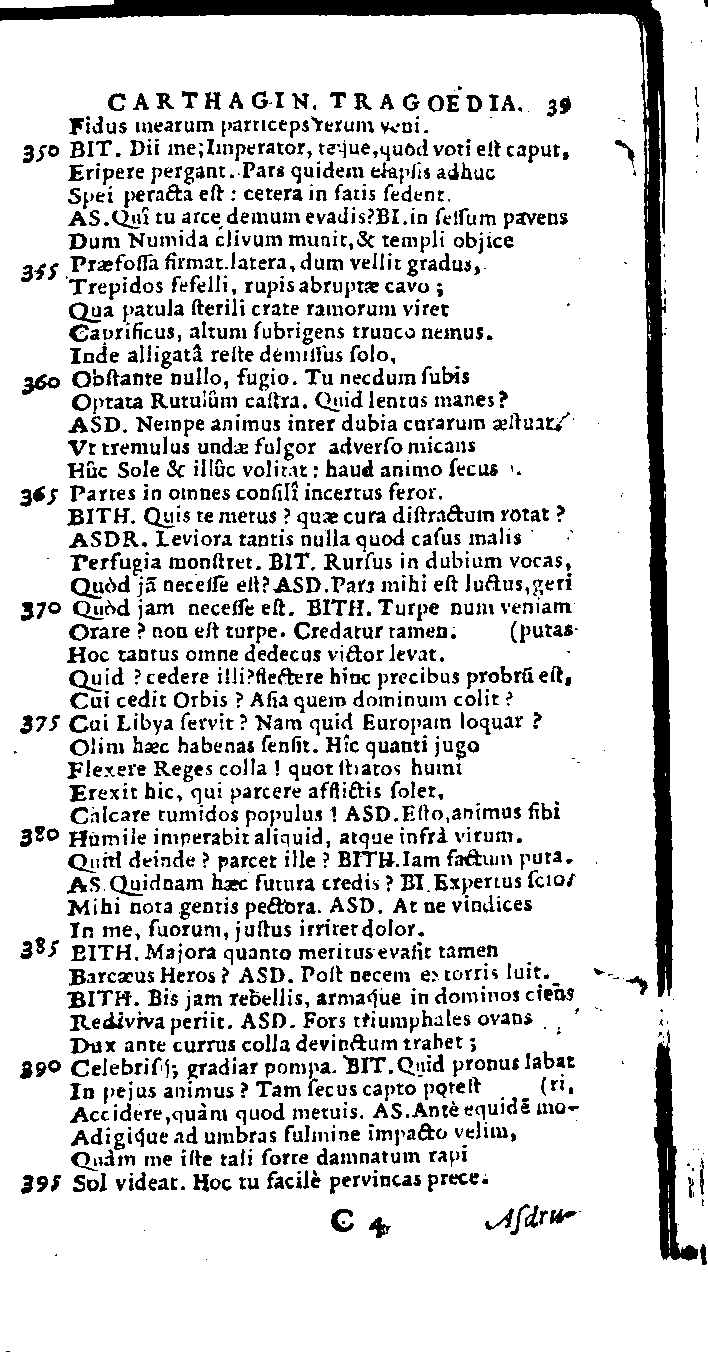 CARTHAGIN. TRAGOEDIA. 39
Fidus mearum particeps rerum veni.
350 BIT. Dii me;Imperator, teque,quod voti eſt caput,
Eripere pergant. Pars quidem elapſis adhuc
Spei peracta eſt : cetera in fatis ſedent.
AS.Quî tu arce demum evadis?BI.in ſeſſum pavens
Dum Numida clivum munit,& templi objice
355 Præfoſſa firmat latera, dum vellit gradus,
Trepidos fefelli, rupis abruptæ cavo ;
Qua patula ſterili crate ramorum viret
Caprificus, altum ſubrigens trunco nemus.
Inde alligatâ reſte demiſſus ſolo,
360 Obſtante nullo, fugio. Tu necdum ſubis
Optata Rutulûm caſtra. Quid lentus manes?
ASD. Nempe animus inter dubia curarum æſtuat,
Vt tremulus undæ fulgor adverſo micans
Hûc Sole & illûc volitat : haud animo ſecus
365 Partes in omnes conſilî incertus feror.
BITH. Quis te metus ? quæ cura diſtractum rotat ?
ASDR. Leviora tantis nulla quod caſus malis
Perfugia monſtret. BIT. Rurſus in dubium vocas,
Quòd jã neceſſe eſt? ASD.Pars mihi eſt luctus,geri
370 Quòd jam neceſſe eſt. BITH. Turpe num veniam
Orare ? non eſt turpe. Credatur tamen. (putas
Hoc tantus omne dedecus victor levat.
Quid ? cedere illi?flectere hinc precibus probrũ eſt,
Cui cedit Orbis ? Aſia quem dominum colit ?
375 Cui Libya ſervit ? Nam quid Europam loquar ?
Olim hæc habenas ſenſit. Hîc quanti jugo
Flexere Reges colla ! quot ſtratos humi
Erexit hic, qui parcere afflictis ſolet,
Calcare tumidos populus ! ASD.Eſto,animus ſibi
380 Humile imperabit aliquid, atque infrà virum.
Quid deinde ? parcet ille ? BITH.Iam factum puta.
AS.Quidnam hæc futura credis ? BI.Expertus ſcio,
Mihi nota gentis pectora. ASD. At ne vindices
In me, ſuorum, juſtus irritet dolor.
385 BITH. Majora quanto meritus evaſit tamen
Barcæus Heros ? ASD. Poſt necem extorris luit.
BITH. Bis jam rebellis, armaque in dominos ciens
Rediviva periit. ASD. Fors triumphales ovans
Dux ante currus colla devinctum trahet ;
390 Celebriſq; gradiar pompa. BIT.Quid pronus labat
In pejus animus ? Tam ſecus capto poteſt (ri,
Accidere,quàm quod metuis. AS.Antè equidē mo-
Adigique ad umbras fulmine impacto velim,
Quàm me iſte tali ſorte damnatum rapi
395 Sol videat. Hoc tu facilè pervincas prece.
C 4 Aſdru-